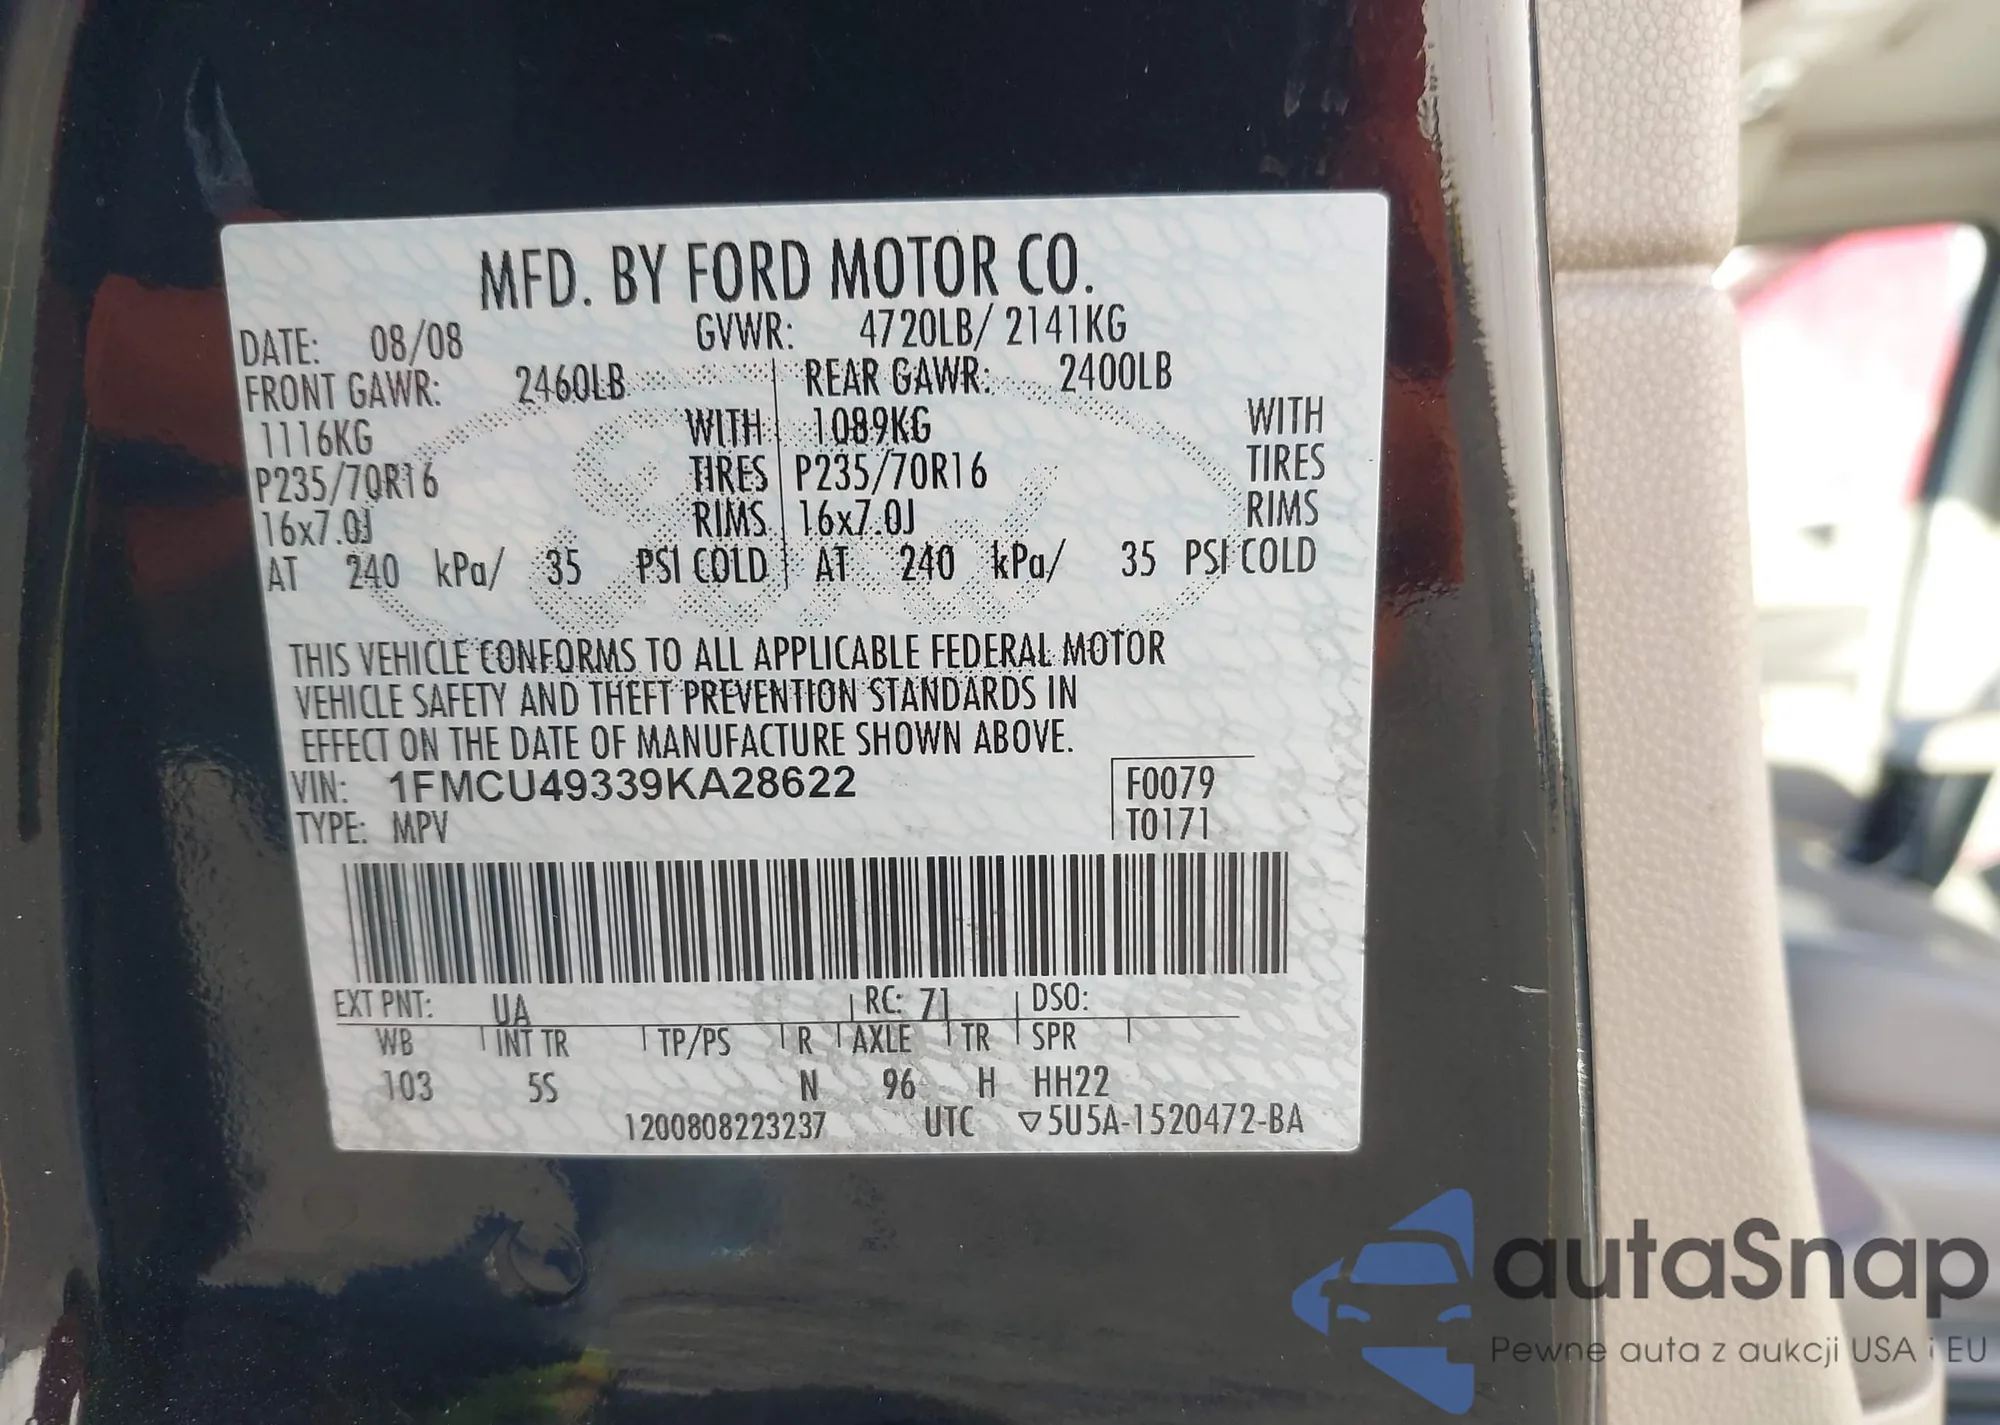 MFD. BY FORD MOTOR CO.
DATE: 08/08 GVWR: 4720LB/ 2141KG
FRONT GAWR: 2460LB REAR GAWR: 2400LB
1116KG WITH 1089KG WITH
P235/70R16 TIRES P235/70R16 TIRES
16x7.0J RIMS 16x7.0J RIMS
AT 240 kPa/ 35 PSI COLD AT 240 kPa/ 35 PSI COLD
THIS VEHICLE CONFORMS TO ALL APPLICABLE FEDERAL MOTOR
VEHICLE SAFETY AND THEFT PREVENTION STANDARDS IN
EFFECT ON THE DATE OF MANUFACTURE SHOWN ABOVE.
VIN: 1FMCU49339KA28622 F0079
TYPE: MPV T0171
EXT PNT: UA RC: 71 DSO:
WB INT TR TP/PS R AXLE TR SPR
103 5S N 96 H HH22
1200808223237 UTC ▽5U5A-1520472-BA
autaSnap
Pewne auta z aukcji USA i EU